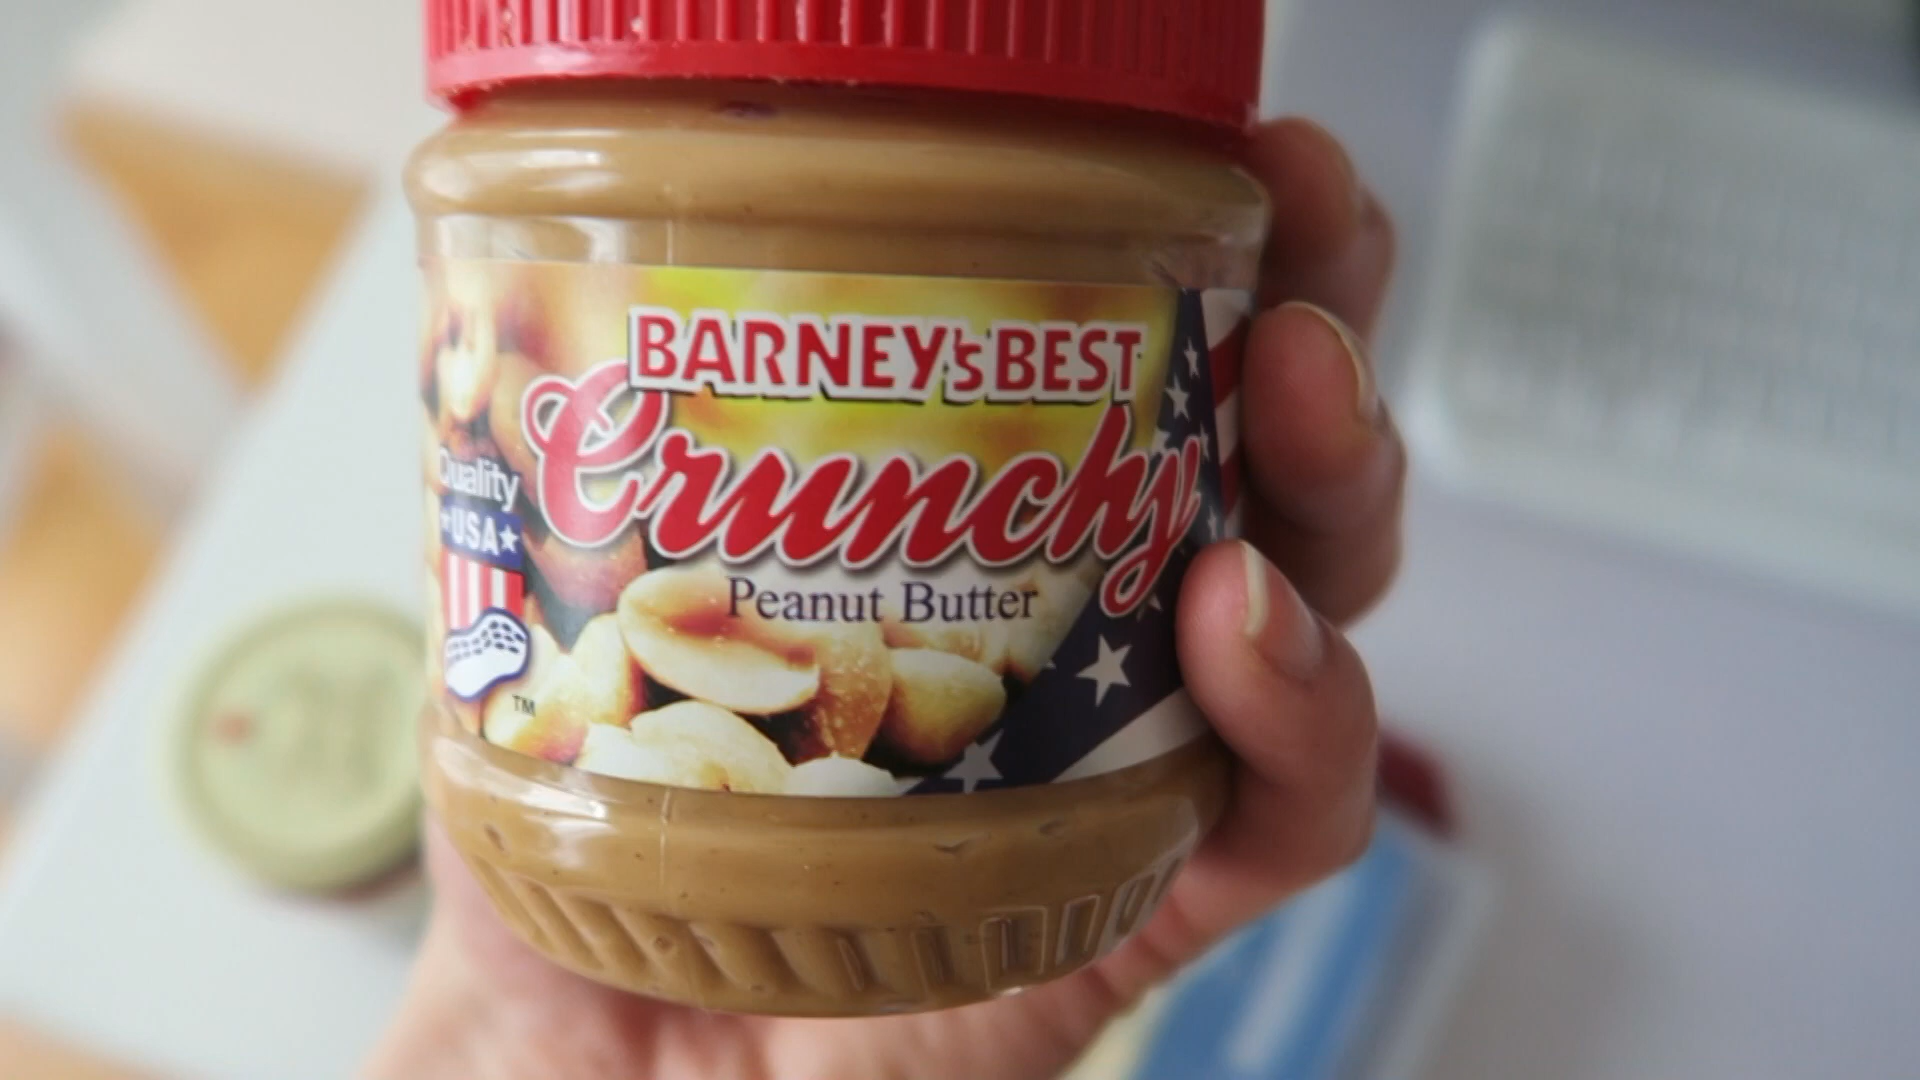 BARNEY's BEST
Crunchy
Peanut Butter
Quality
★USA★
TM